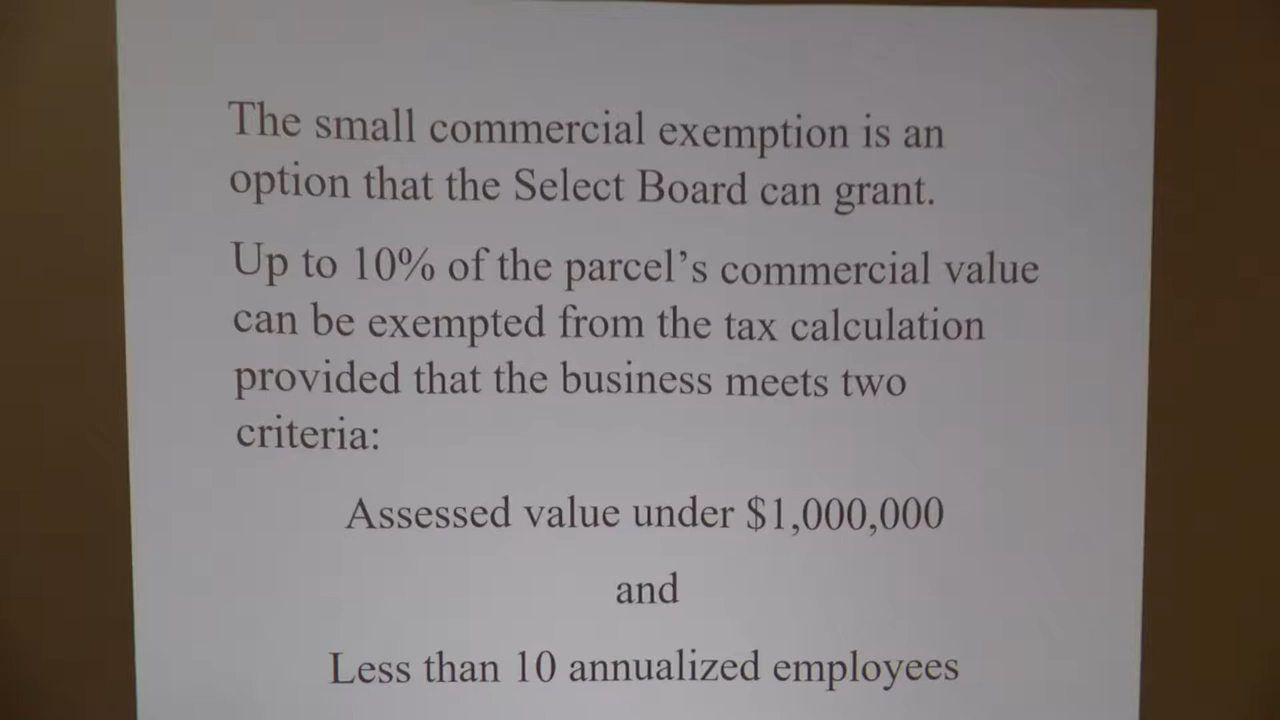 The small commercial exemption is an
option that the Select Board can grant.
Up to 10% of the parcel's commercial value
can be exempted from the tax calculation
provided that the business meets two
criteria:
Assessed value under $1,000,000
and
Less than 10 annualized employees